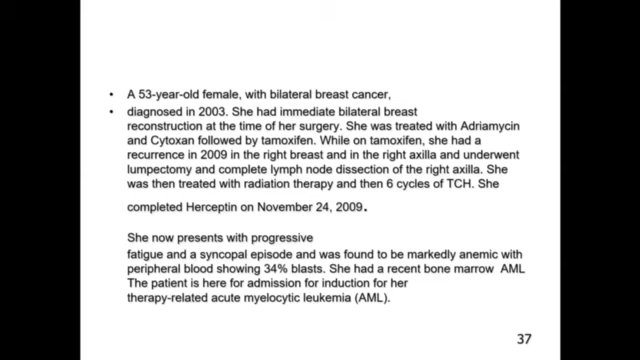 • A 53-year-old female, with bilateral breast cancer,
• diagnosed in 2003. She had immediate bilateral breast
reconstruction at the time of her surgery. She was treated with Adriamycin
and Cytoxan followed by tamoxifen. While on tamoxifen, she had a
recurrence in 2009 in the right breast and in the right axilla and underwent
lumpectomy and complete lymph node dissection of the right axilla. She
was then treated with radiation therapy and then 6 cycles of TCH. She
completed Herceptin on November 24, 2009.
She now presents with progressive
fatigue and a syncopal episode and was found to be markedly anemic with
peripheral blood showing 34% blasts. She had a recent bone marrow AML
The patient is here for admission for induction for her
therapy-related acute myelocytic leukemia (AML).
37